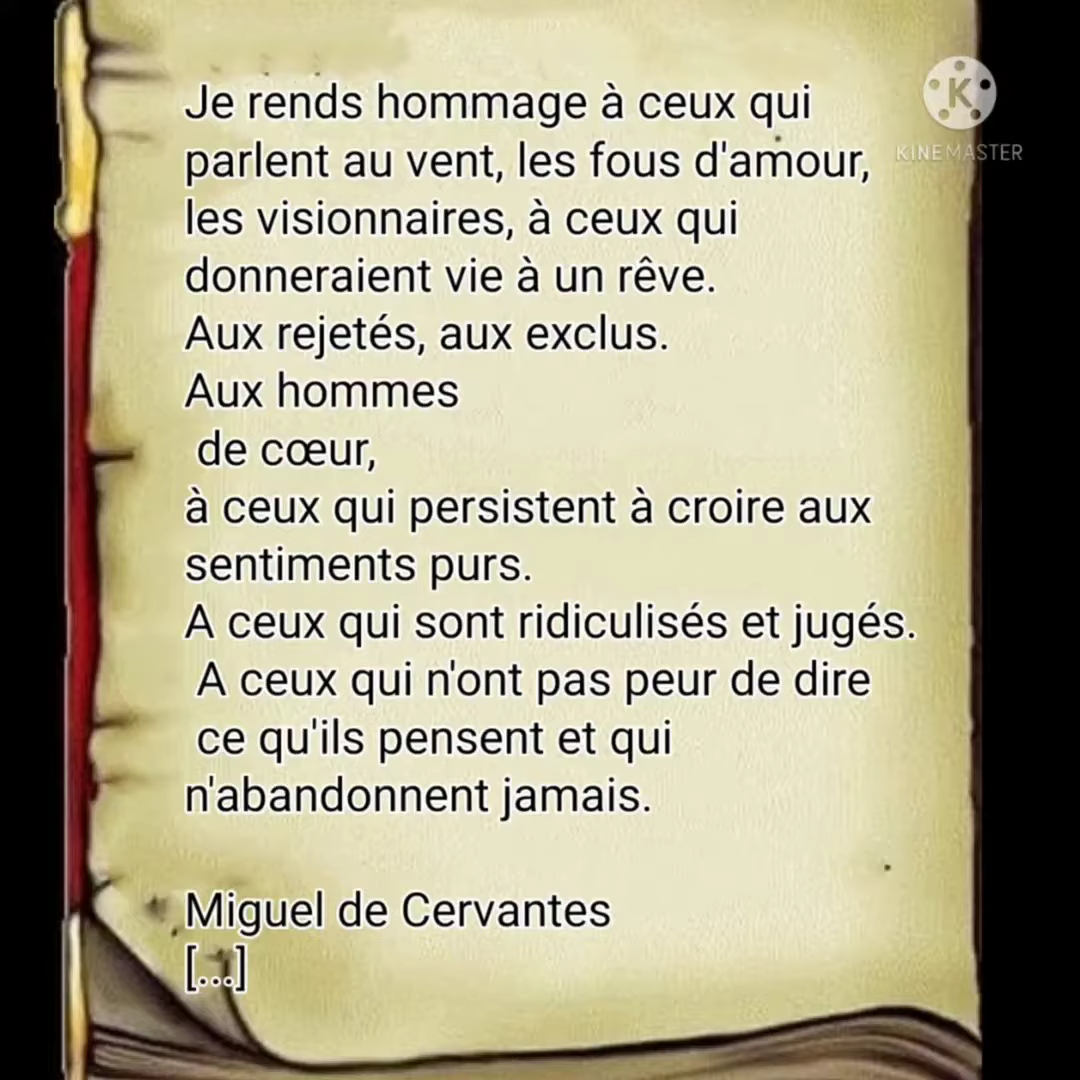 Je rends hommage à ceux qui
parlent au vent, les fous d'amour,
les visionnaires, à ceux qui
donneraient vie à un rêve.
Aux rejetés, aux exclus.
Aux hommes
de cœur,
à ceux qui persistent à croire aux
sentiments purs.
A ceux qui sont ridiculisés et jugés.
A ceux qui n'ont pas peur de dire
ce qu'ils pensent et qui
n'abandonnent jamais.
Miguel de Cervantes
[...]
K
KINEMASTER